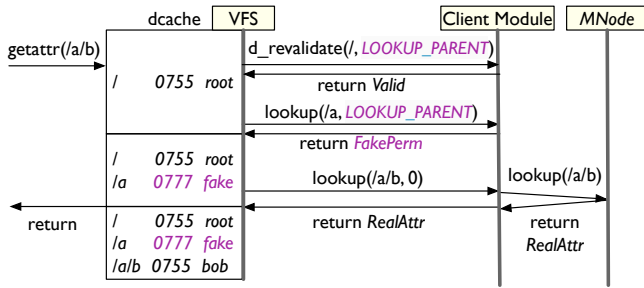 dcache VFS Client Module MNode
getattr(/a/b) d_revalidate(/, LOOKUP_PARENT)
/ 0755 root return Valid
lookup(/a, LOOKUP_PARENT)
return FakePerm
/ 0755 root
/a 0777 fake lookup(/a/b, 0) lookup(/a/b)
return / 0755 root return RealAttr return
/a 0777 fake RealAttr
/a/b 0755 bob